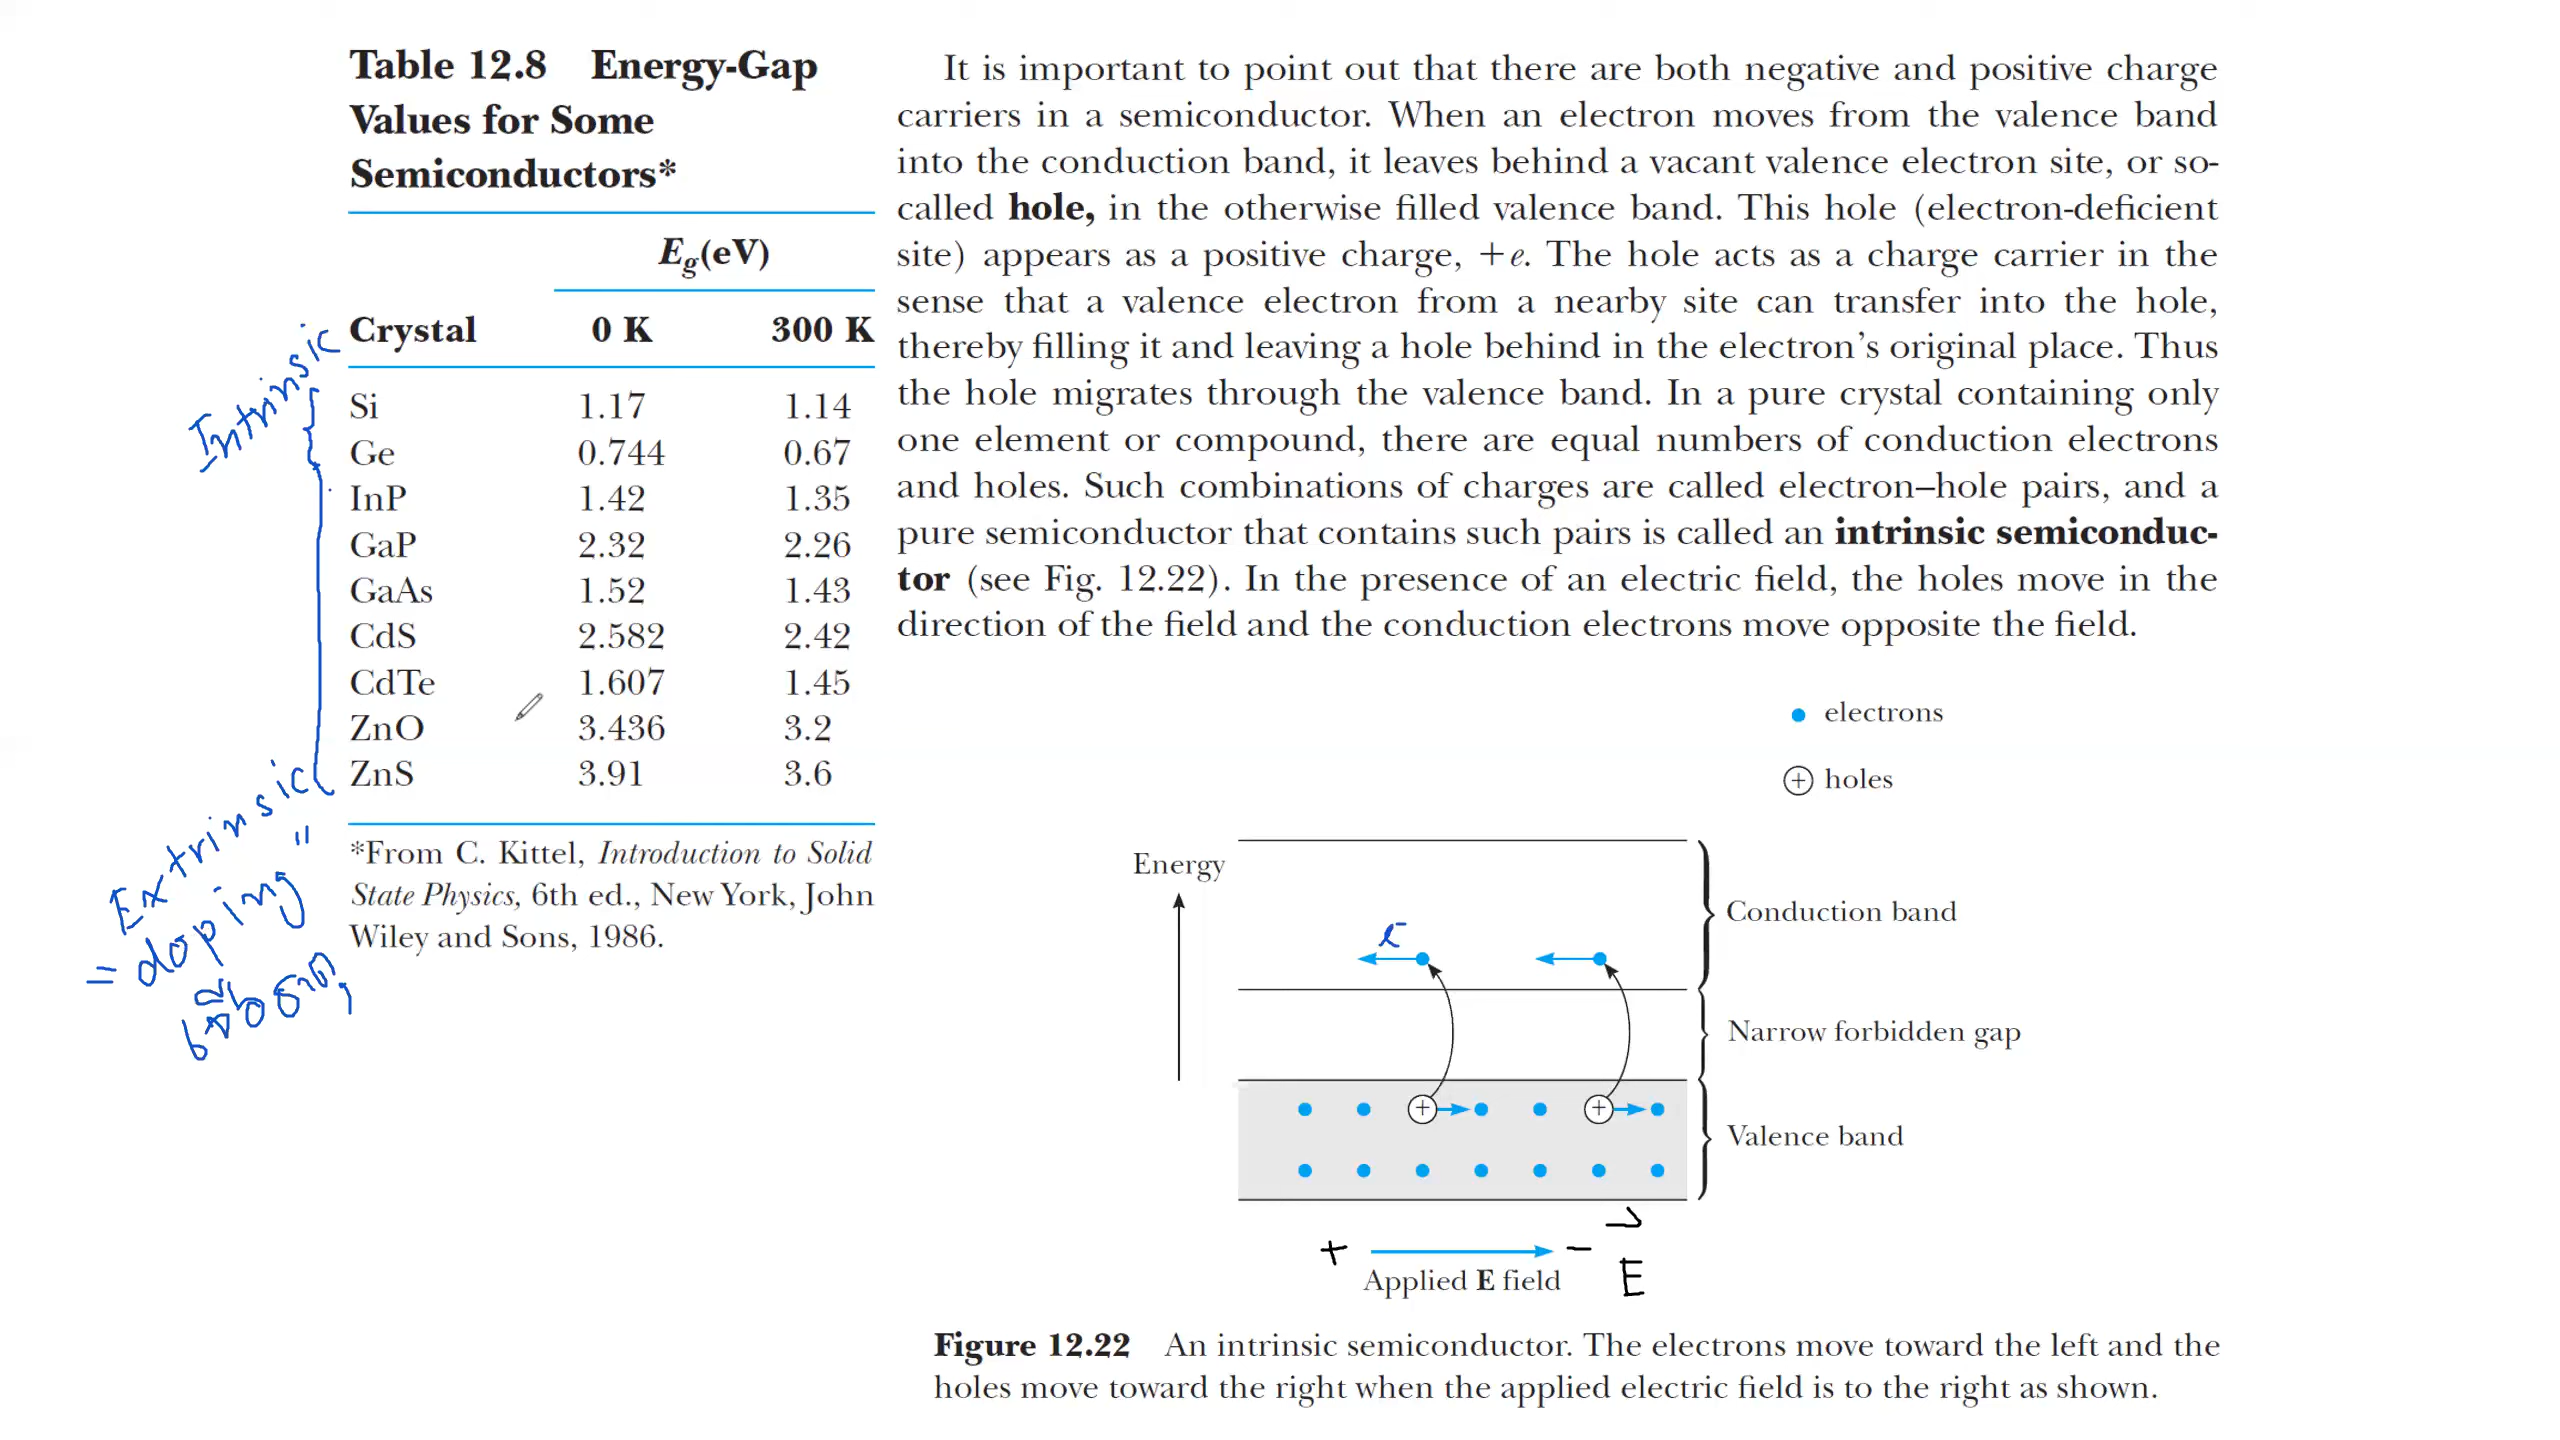 Table 12.8 Energy-Gap
Values for Some
Semiconductors*
E_g(eV)
Crystal 0 K 300 K
Si 1.17 1.14
Ge 0.744 0.67
InP 1.42 1.35
GaP 2.32 2.26
GaAs 1.52 1.43
CdS 2.582 2.42
CdTe 1.607 1.45
ZnO 3.436 3.2
ZnS 3.91 3.6
*From C. Kittel, Introduction to Solid
State Physics, 6th ed., New York, John
Wiley and Sons, 1986.
Intrinsic
Extrinsic
= doping "
It is important to point out that there are both negative and positive charge
carriers in a semiconductor. When an electron moves from the valence band
into the conduction band, it leaves behind a vacant valence electron site, or so-
called hole, in the otherwise filled valence band. This hole (electron-deficient
site) appears as a positive charge, +e. The hole acts as a charge carrier in the
sense that a valence electron from a nearby site can transfer into the hole,
thereby filling it and leaving a hole behind in the electron's original place. Thus
the hole migrates through the valence band. In a pure crystal containing only
one element or compound, there are equal numbers of conduction electrons
and holes. Such combinations of charges are called electron–hole pairs, and a
pure semiconductor that contains such pairs is called an intrinsic semiconduc-
tor (see Fig. 12.22). In the presence of an electric field, the holes move in the
direction of the field and the conduction electrons move opposite the field.
electrons
+ holes
Energy
e-
Conduction band
Narrow forbidden gap
+ +
Valence band
+ −
Applied E field E
Figure 12.22 An intrinsic semiconductor. The electrons move toward the left and the
holes move toward the right when the applied electric field is to the right as shown.